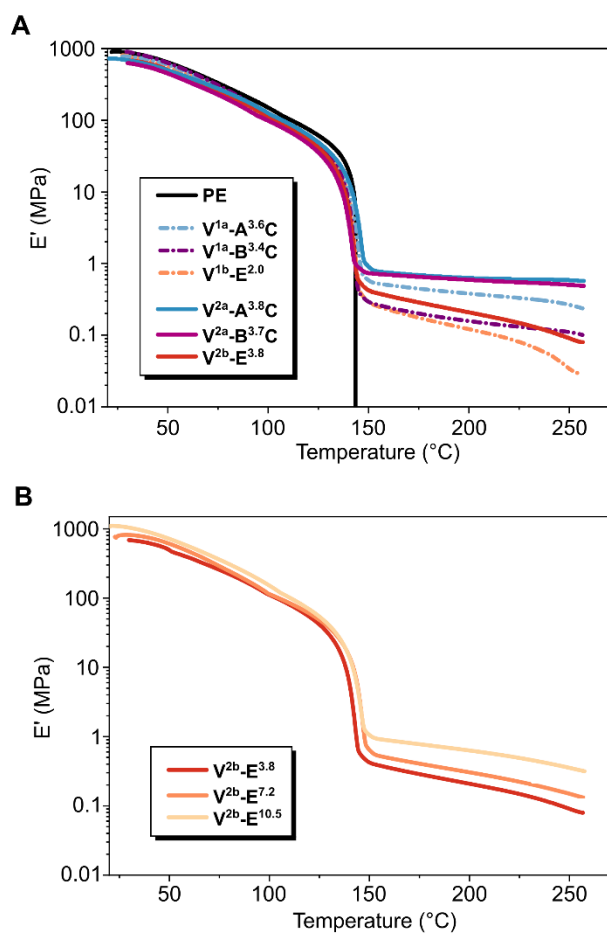 A
E' (MPa)
1000
100
10
1
0.1
0.01
PE
V1a-A3.6C
V1a-B3.4C
V1b-E2.0
V2a-A3.8C
V2a-B3.7C
V2b-E3.8
50 100 150 200 250
Temperature (°C)
B
E' (MPa)
1000
100
10
1
0.1
0.01
V2b-E3.8
V2b-E7.2
V2b-E10.5
50 100 150 200 250
Temperature (°C)